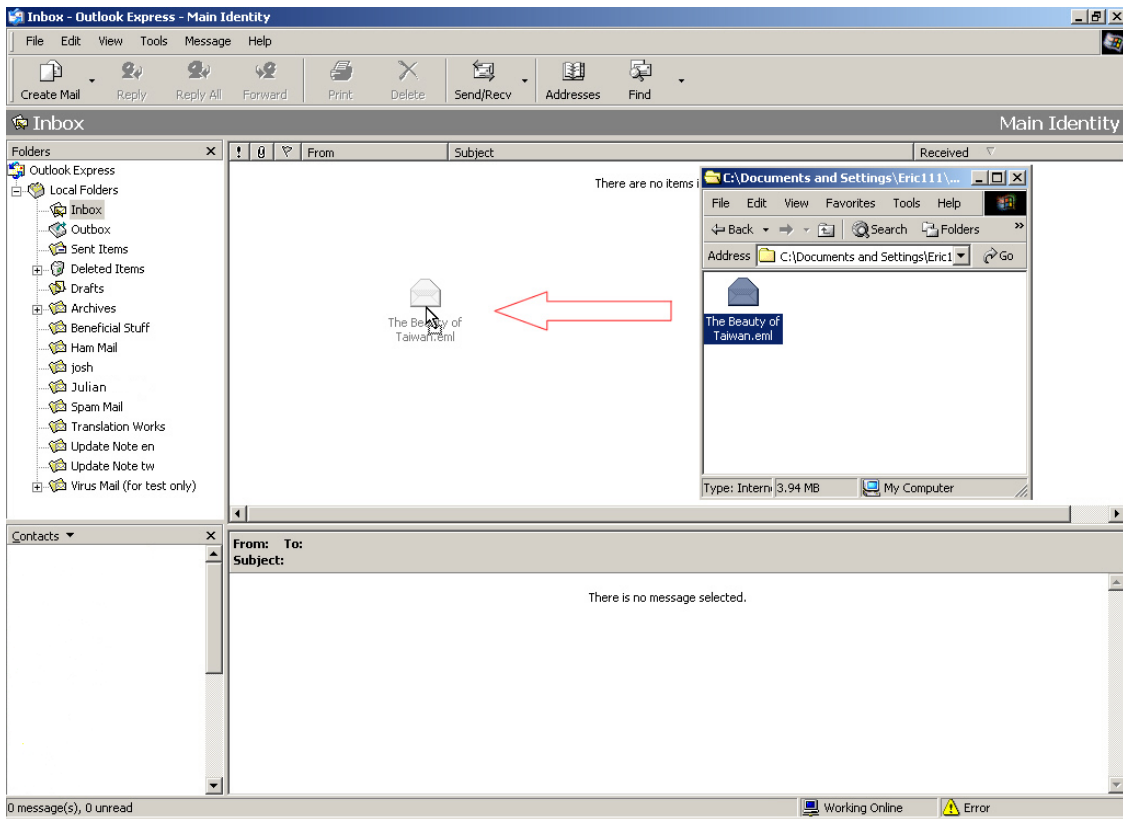 Inbox - Outlook Express - Main Identity
File Edit View Tools Message Help
Create Mail Reply Reply All Forward Print Delete Send/Recv Addresses Find
Inbox Main Identity
Folders
Outlook Express
Local Folders
Inbox
Outbox
Sent Items
Deleted Items
Drafts
Archives
Beneficial Stuff
Ham Mail
josh
Julian
Spam Mail
Translation Works
Update Note en
Update Note tw
Virus Mail (for test only)
Contacts
! From Subject Received
There are no items i
The Beauty of
Taiwan.eml
C:\Documents and Settings\Eric111\...
File Edit View Favorites Tools Help
Back Search Folders »
Address C:\Documents and Settings\Eric1 Go
The Beauty of
Taiwan.eml
Type: Intern 3.94 MB My Computer
From: To:
Subject:
There is no message selected.
0 message(s), 0 unread Working Online Error